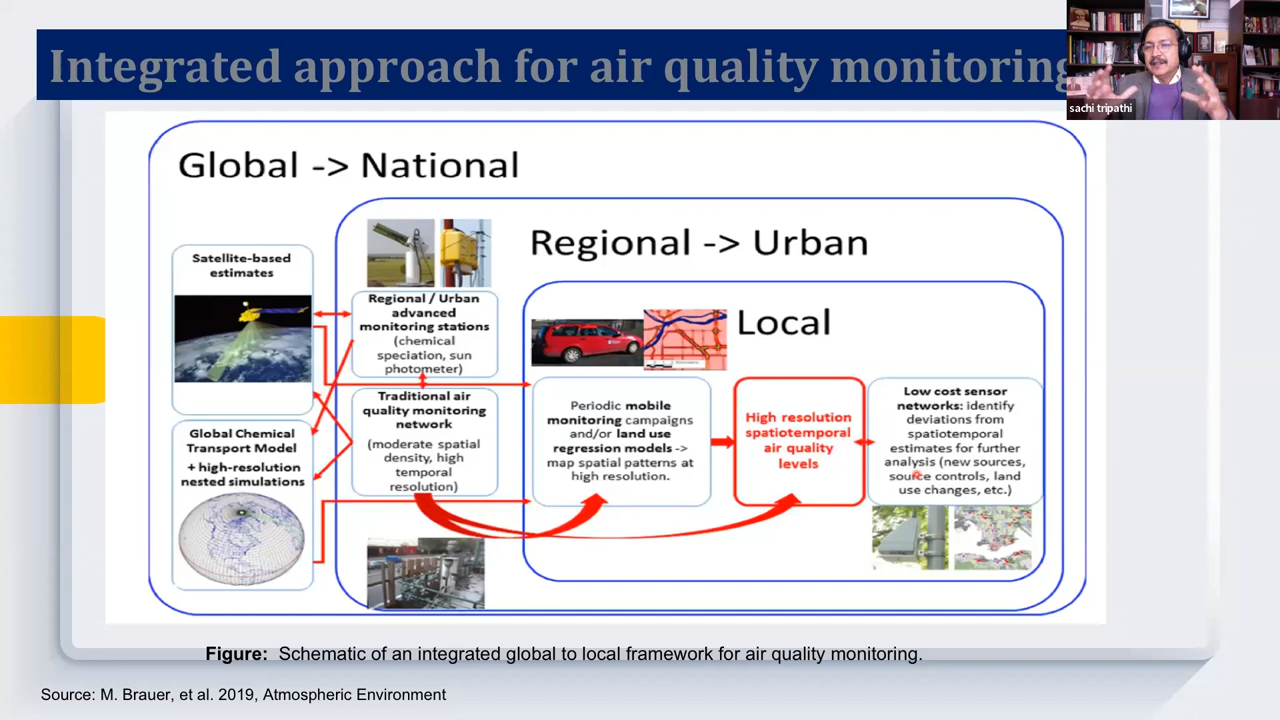 Integrated approach for air quality monitoring
sachi tripathi
Global -> National
Regional -> Urban
Local
Satellite-based
estimates
Regional / Urban
advanced
monitoring stations
(chemical
speciation, sun
photometer)
Traditional air
quality monitoring
network
(moderate spatial
density, high
temporal
resolution)
Global Chemical
Transport Model
+ high-resolution
nested simulations
Periodic mobile
monitoring campaigns
and/or land use
regression models ->
map spatial patterns at
high resolution.
High resolution
spatiotemporal
air quality
levels
Low cost sensor
networks: identify
deviations from
spatiotemporal
estimates for further
analysis (new sources,
source controls, land
use changes, etc.)
Figure: Schematic of an integrated global to local framework for air quality monitoring.
Source: M. Brauer, et al. 2019, Atmospheric Environment